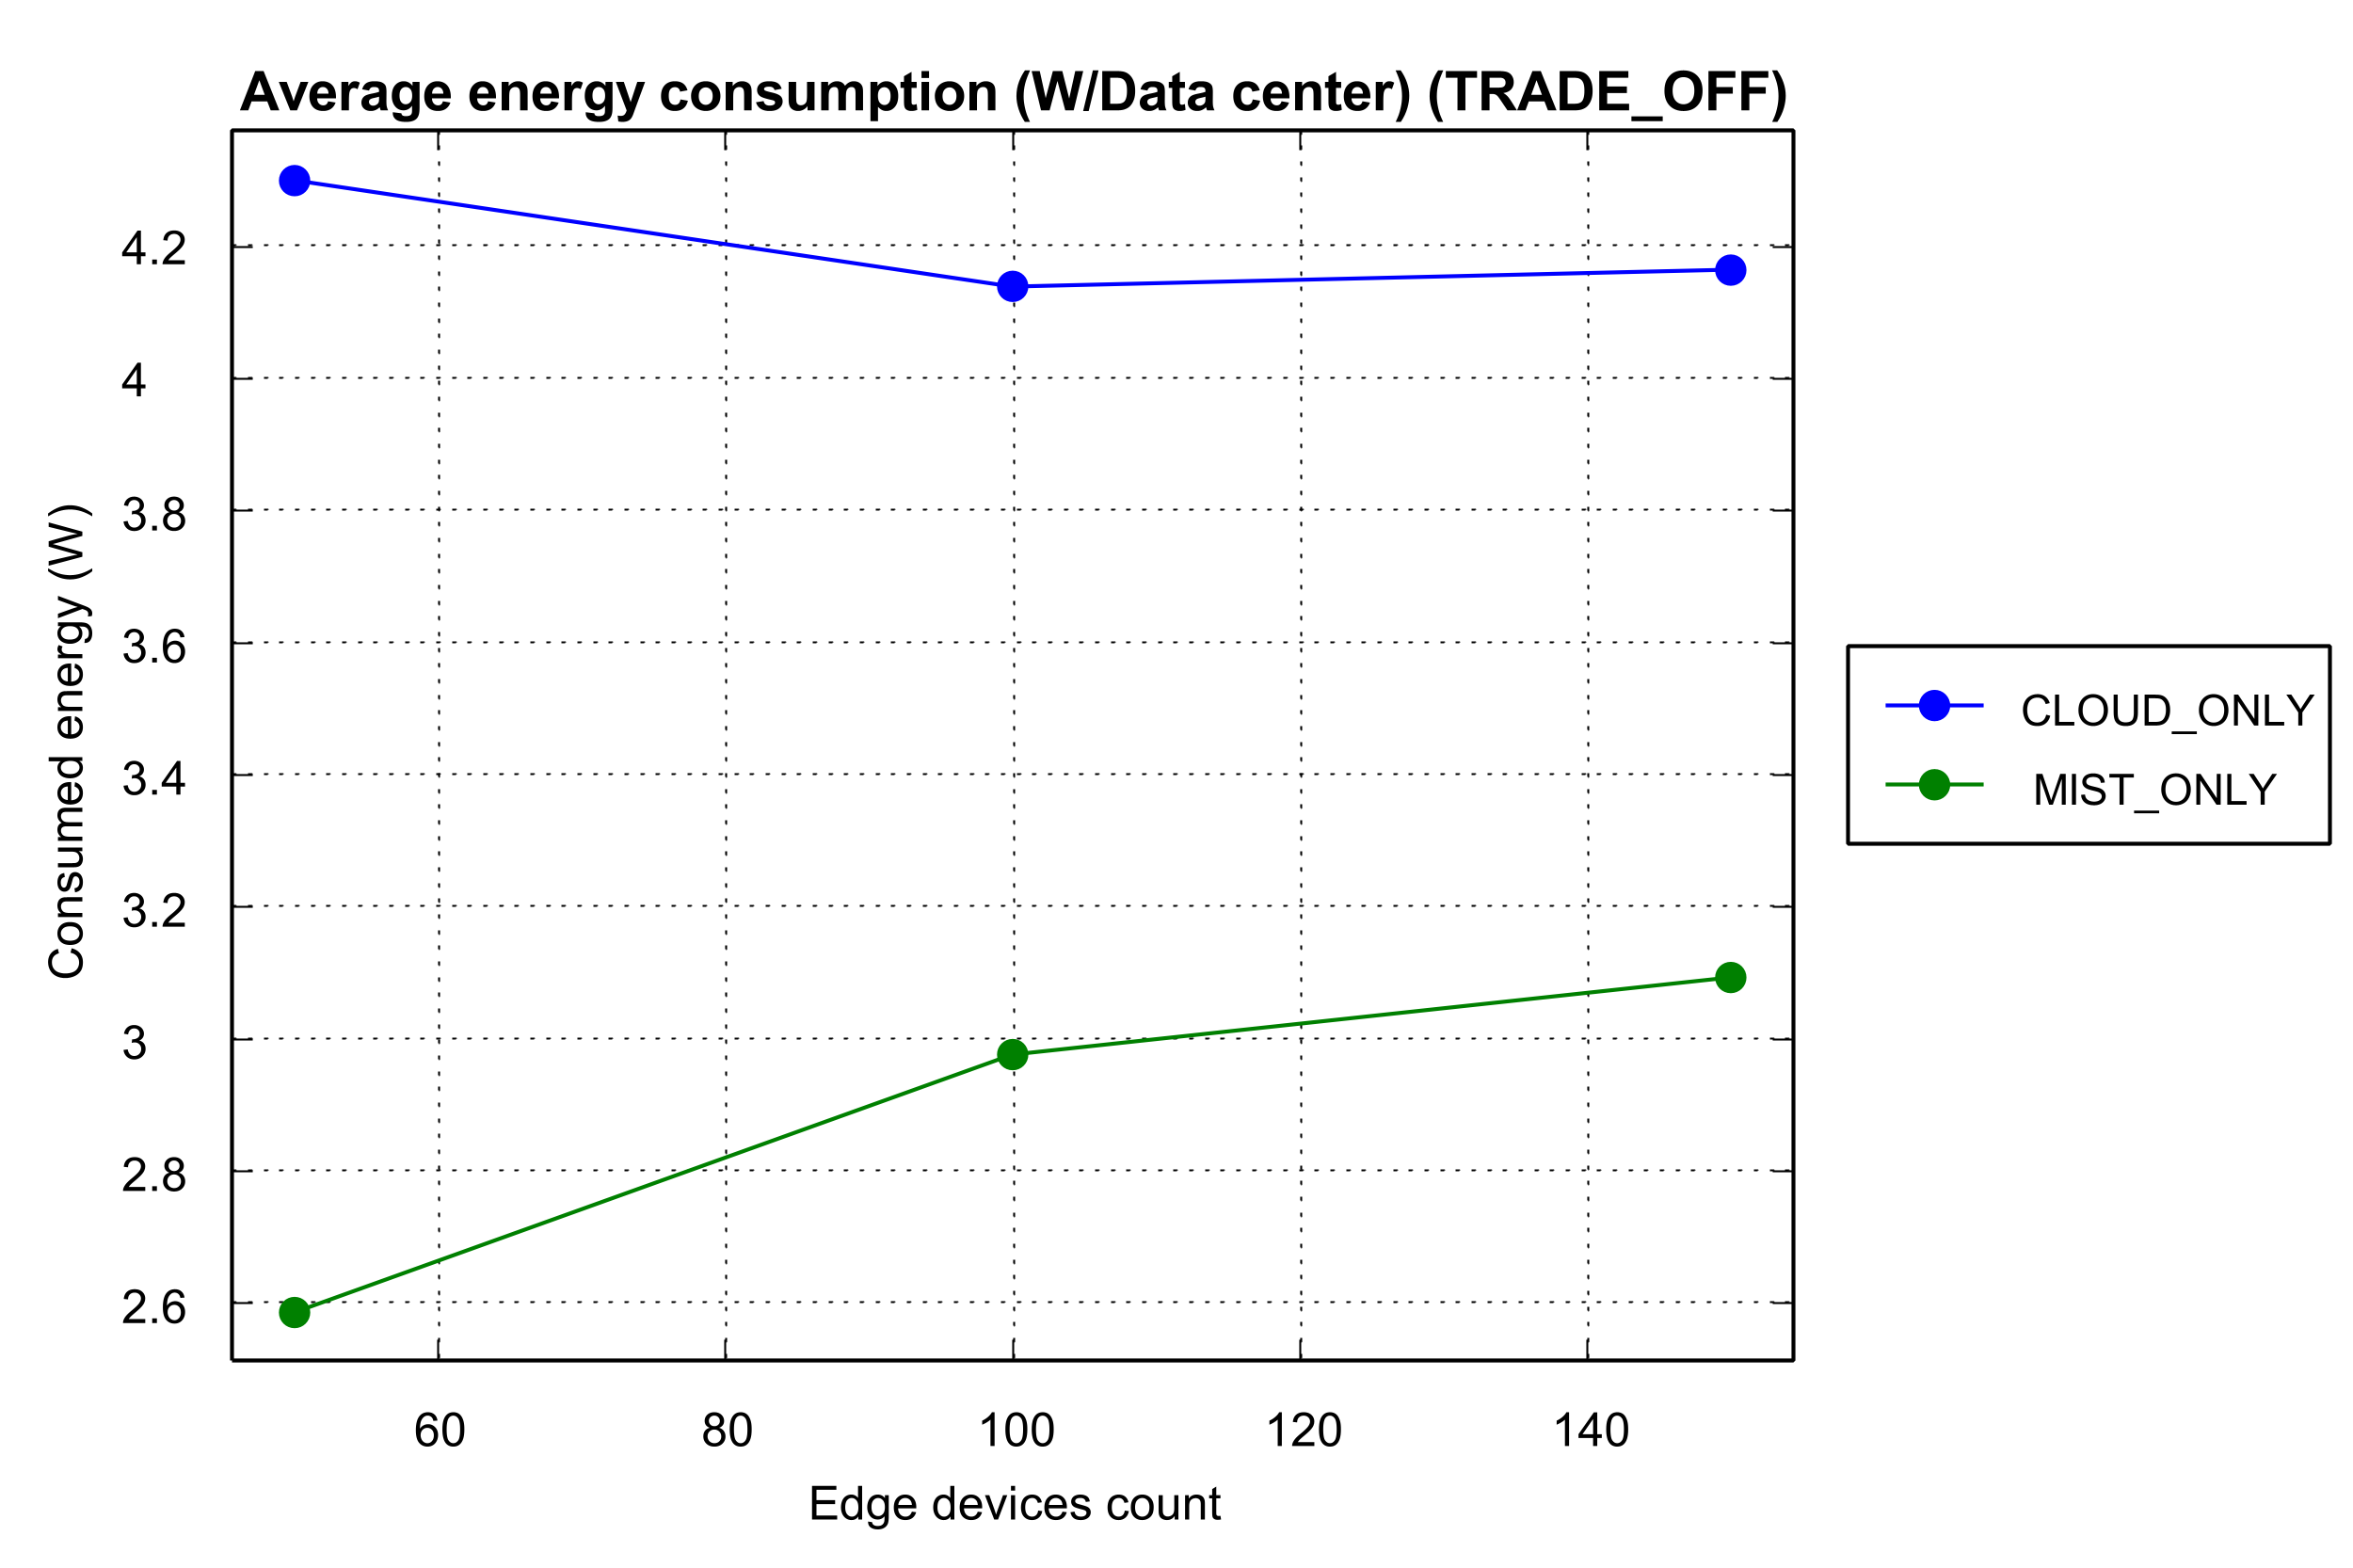 Average energy consumption (W/Data center) (TRADE_OFF)
4.2
4
3.8
3.6
3.4
3.2
3
2.8
2.6
Consumed energy (W)
60 80 100 120 140
Edge devices count
CLOUD_ONLY
MIST_ONLY